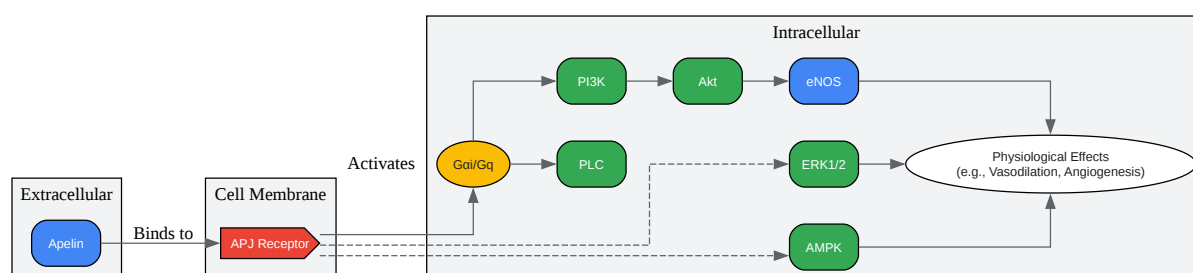 Intracellular
PI3K
Akt
eNOS
Activates
Gαi/Gq
PLC
ERK1/2
Physiological Effects
(e.g., Vasodilation, Angiogenesis)
Extracellular
Cell Membrane
Apelin
Binds to
APJ Receptor
AMPK